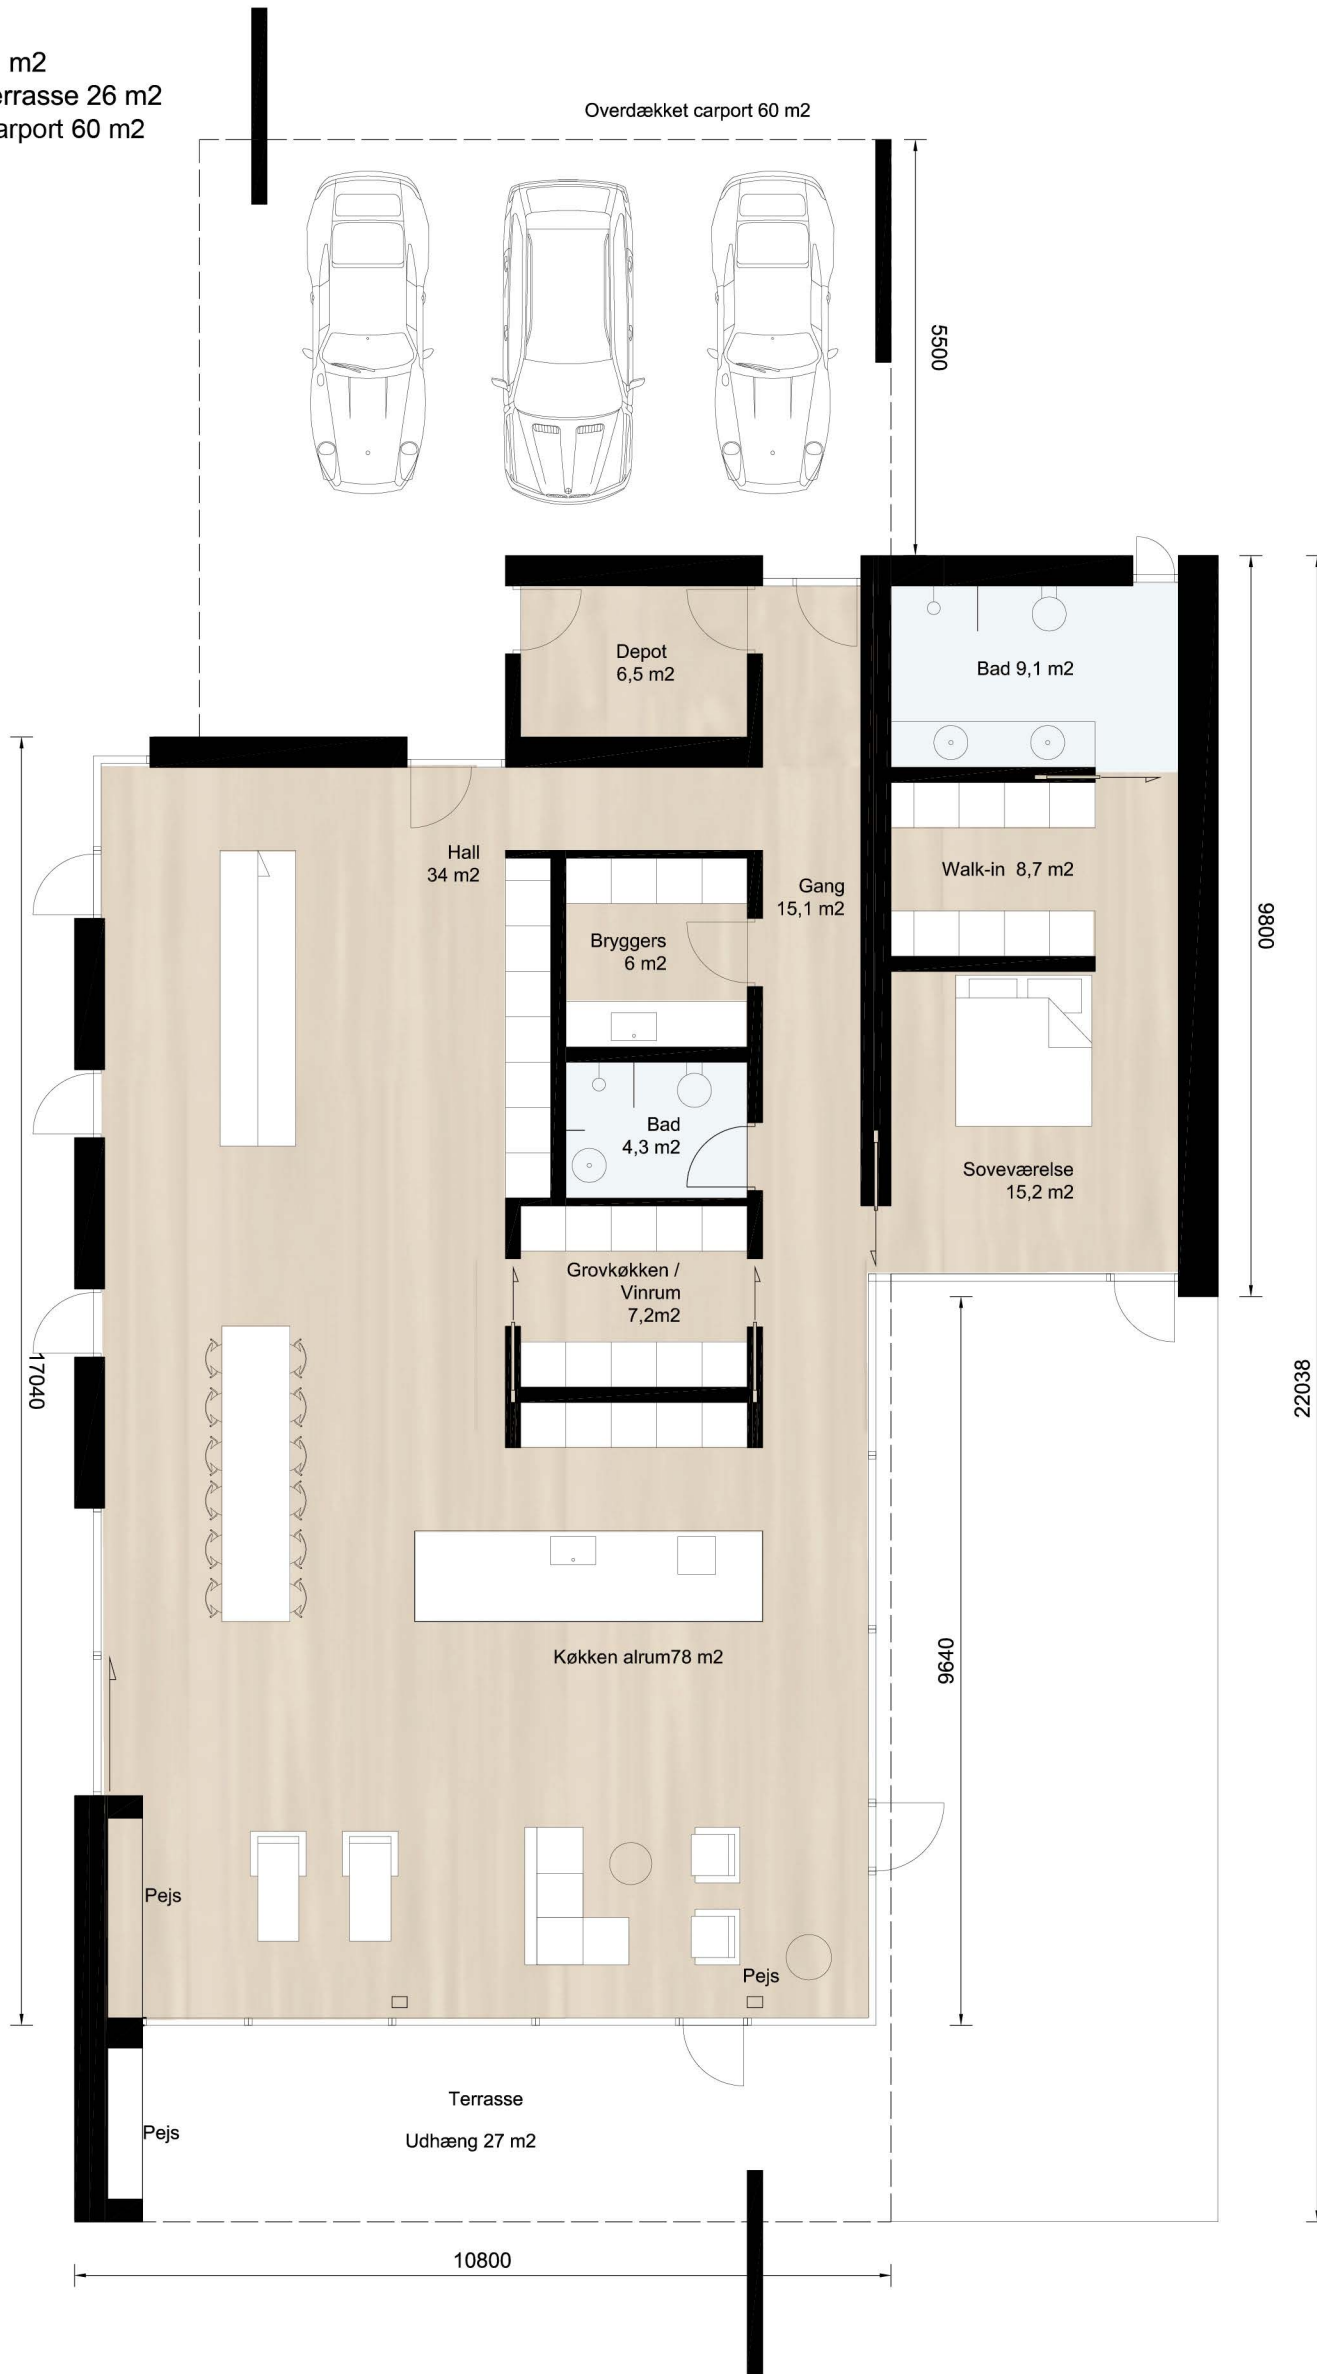 m2
errasse 26 m2
arport 60 m2
Overdækket carport 60 m2
5500
Depot
6,5 m2
Bad 9,1 m2
Hall
34 m2
Gang
15,1 m2
Walk-in 8,7 m2
Bryggers
6 m2
9800
Bad
4,3 m2
Soveværelse
15,2 m2
Grovkøkken /
Vinrum
7,2m2
17040
22038
Køkken alrum78 m2
9640
Pejs
Pejs
Terrasse
Udhæng 27 m2
Pejs
10800